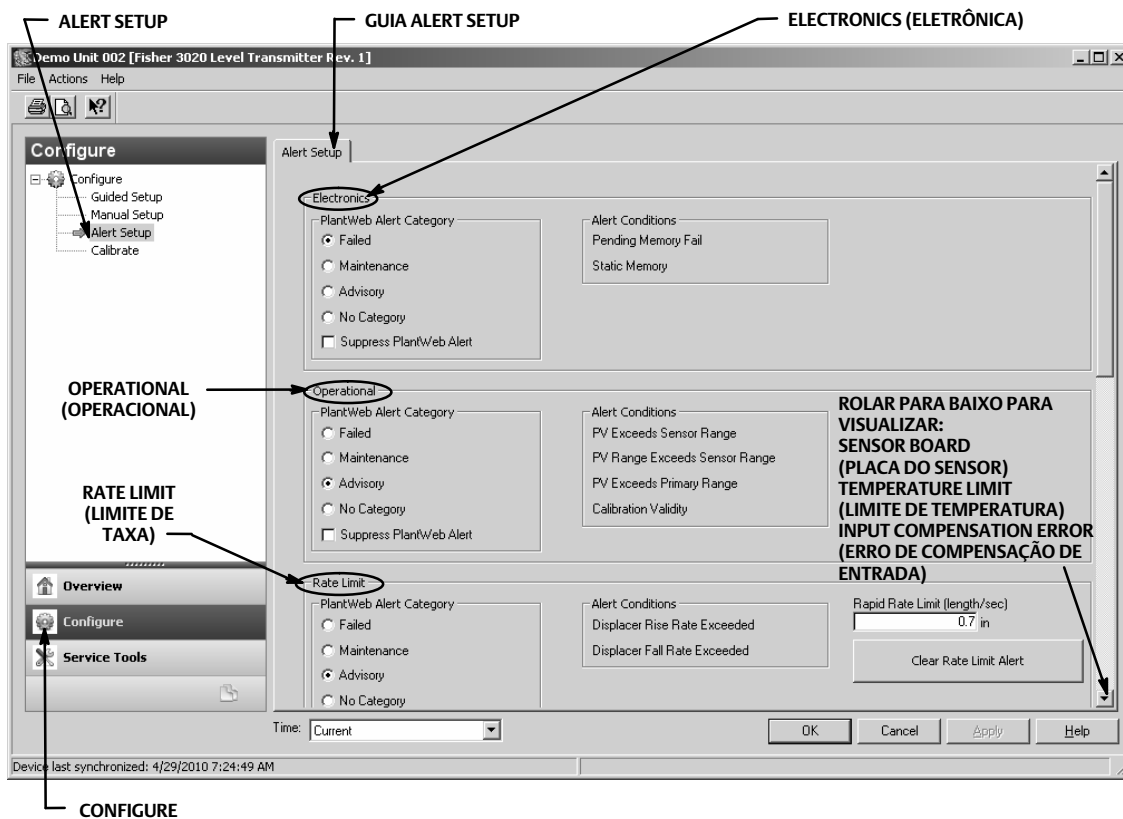 ALERT SETUP
GUIA ALERT SETUP
ELECTRONICS (ELETRÔNICA)
Demo Unit 002 [Fisher 3020 Level Transmitter Rev. 1]
File Actions Help
Configure
Configure
Guided Setup
Manual Setup
Alert Setup
Calibrate
Alert Setup
Electronics
PlantWeb Alert Category
Failed
Maintenance
Advisory
No Category
Suppress PlantWeb Alert
Alert Conditions
Pending Memory Fail
Static Memory
OPERATIONAL
(OPERACIONAL)
Operational
PlantWeb Alert Category
Failed
Maintenance
Advisory
No Category
Suppress PlantWeb Alert
Alert Conditions
PV Exceeds Sensor Range
PV Range Exceeds Sensor Range
PV Exceeds Primary Range
Calibration Validity
ROLAR PARA BAIXO PARA
VISUALIZAR:
SENSOR BOARD
(PLACA DO SENSOR)
TEMPERATURE LIMIT
(LIMITE DE TEMPERATURA)
INPUT COMPENSATION ERROR
(ERRO DE COMPENSAÇÃO DE
ENTRADA)
RATE LIMIT
(LIMITE DE
TAXA)
Rate Limit
PlantWeb Alert Category
Failed
Maintenance
Advisory
No Category
Alert Conditions
Displacer Rise Rate Exceeded
Displacer Fall Rate Exceeded
Rapid Rate Limit (length/sec)
0.7 in
Clear Rate Limit Alert
Overview
Configure
Service Tools
Time: Current
OK Cancel Apply Help
Device last synchronized: 4/29/2010 7:24:49 AM
CONFIGURE